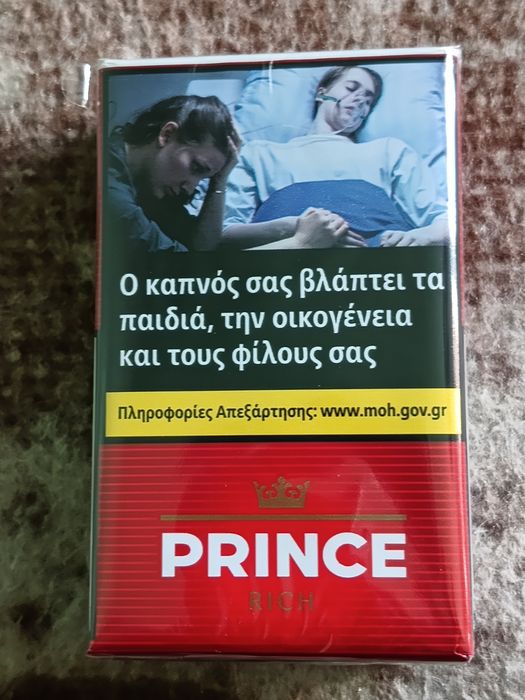 Ο καπνός σας βλάπτει τα
παιδιά, την οικογένεια
και τους φίλους σας
Πληροφορίες Απεξάρτησης: www.moh.gov.gr
PRINCE
RICH